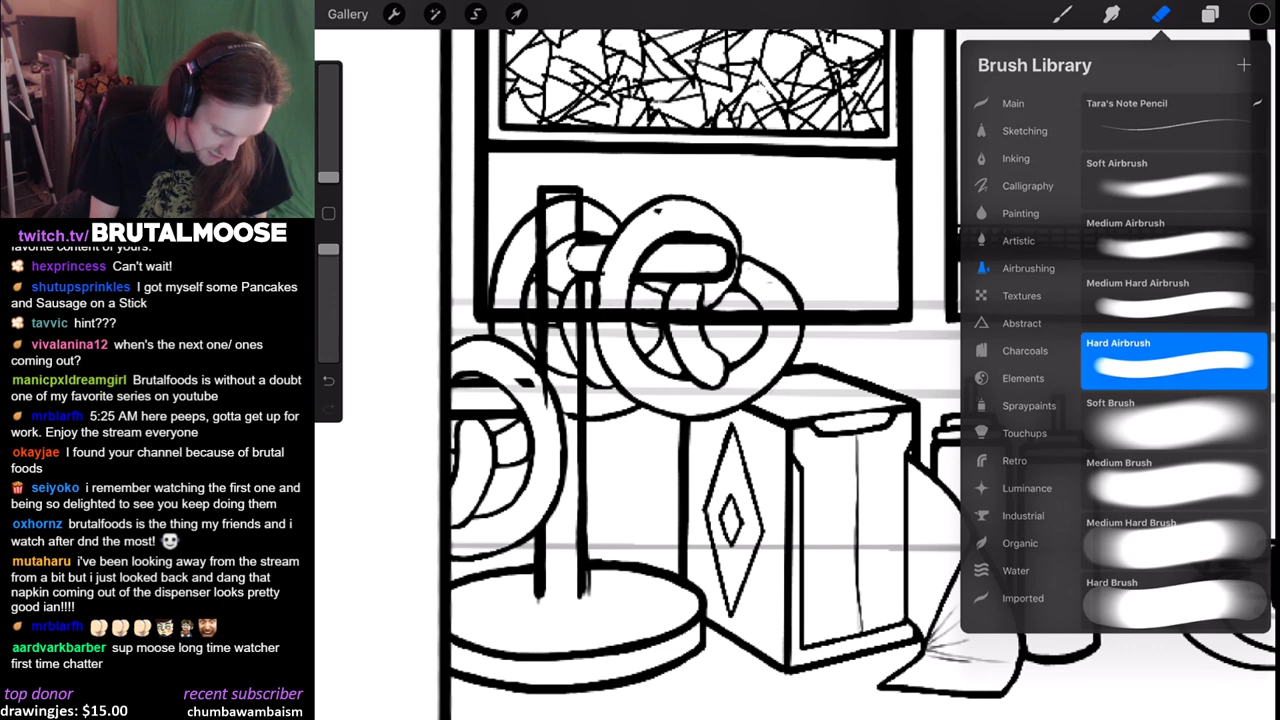 Gallery
twitch.tv/BRUTALMOOSE
favorite content of yours.
hexprincess Can't wait!
shutupsprinkles I got myself some Pancakes
and Sausage on a Stick
tavvic hint???
vivalanina12 when's the next one/ ones
coming out?
manicpxldreamgirl Brutalfoods is without a doubt
one of my favorite series on youtube
mrblarfh 5:25 AM here peeps, gotta get up for
work. Enjoy the stream everyone
okayjae I found your channel because of brutal
foods
seiyoko i remember watching the first one and
being so delighted to see you keep doing them
oxhornz brutalfoods is the thing my friends and i
watch after dnd the most!
mutaharu i've been looking away from the stream
from a bit but i just looked back and dang that
napkin coming out of the dispenser looks pretty
good ian!!!!
mrblarfh
aardvarkbarber sup moose long time watcher
first time chatter
top donor
drawingjes: $15.00
recent subscriber
chumbawambaism
Brush Library
Main
Sketching
Inking
Calligraphy
Painting
Artistic
Airbrushing
Textures
Abstract
Charcoals
Elements
Spraypaints
Touchups
Retro
Luminance
Industrial
Organic
Water
Imported
Tara's Note Pencil
Soft Airbrush
Medium Airbrush
Medium Hard Airbrush
Hard Airbrush
Soft Brush
Medium Brush
Medium Hard Brush
Hard Brush